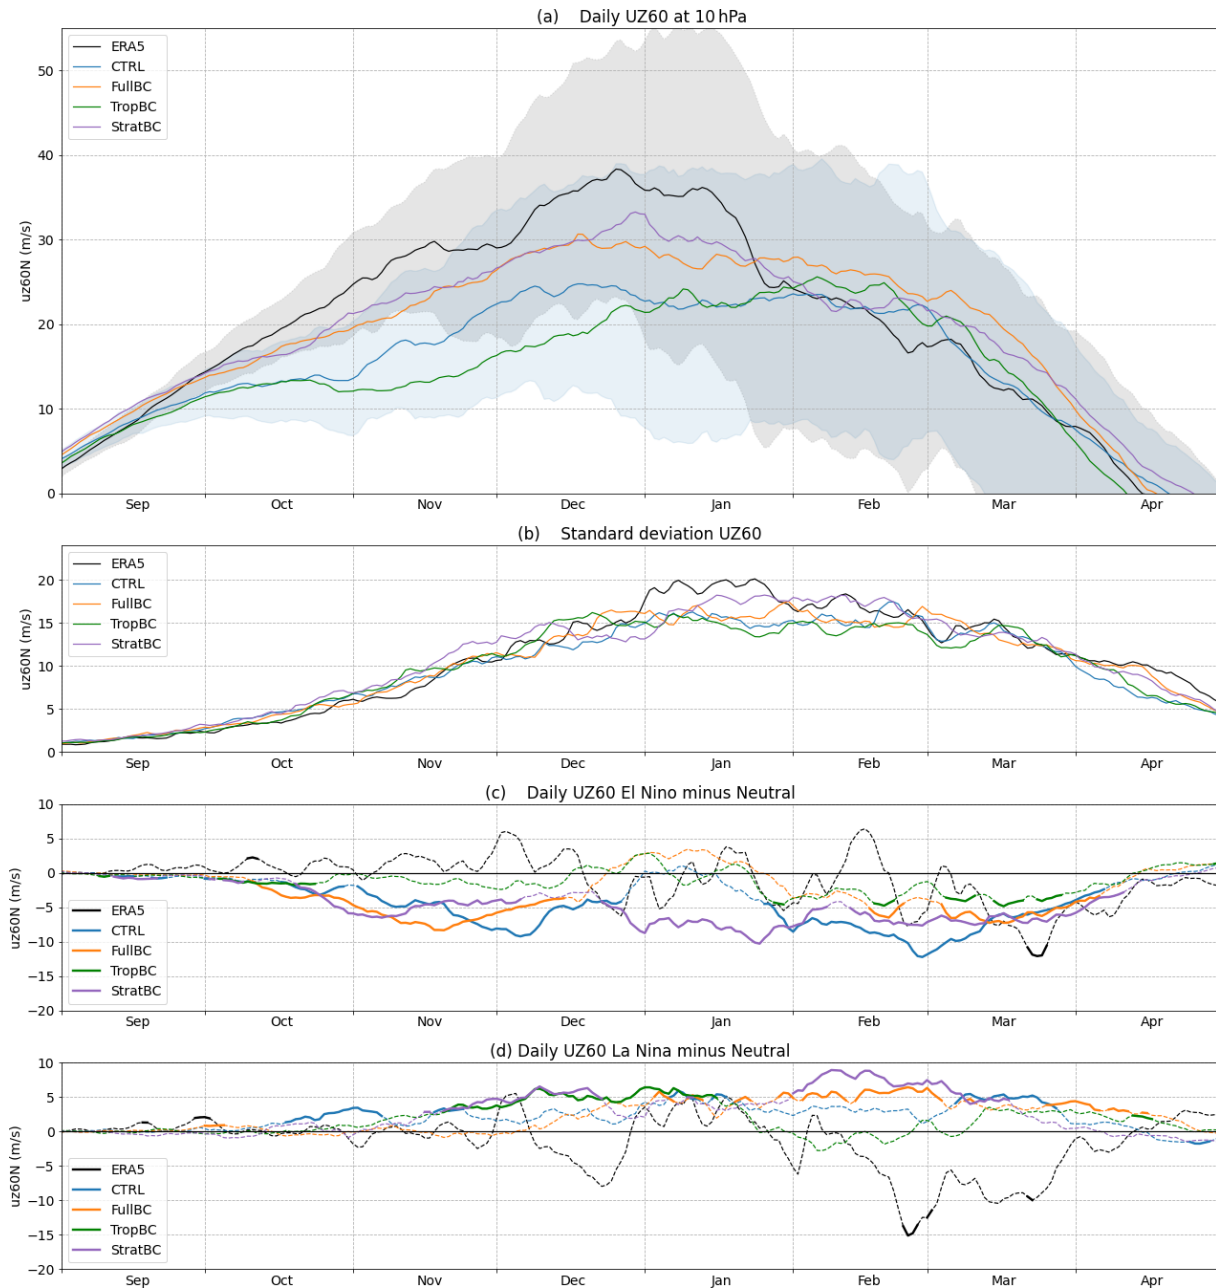 (a) Daily UZ60 at 10 hPa
uz60N (m/s)
50
40
30
20
10
0
ERA5
CTRL
FullBC
TropBC
StratBC
Sep Oct Nov Dec Jan Feb Mar Apr
(b) Standard deviation UZ60
uz60N (m/s)
20
15
10
5
0
ERA5
CTRL
FullBC
TropBC
StratBC
Sep Oct Nov Dec Jan Feb Mar Apr
(c) Daily UZ60 El Nino minus Neutral
uz60N (m/s)
10
5
0
−5
−10
−15
−20
ERA5
CTRL
FullBC
TropBC
StratBC
Sep Oct Nov Dec Jan Feb Mar Apr
(d) Daily UZ60 La Nina minus Neutral
uz60N (m/s)
10
5
0
−5
−10
−15
−20
ERA5
CTRL
FullBC
TropBC
StratBC
Sep Oct Nov Dec Jan Feb Mar Apr